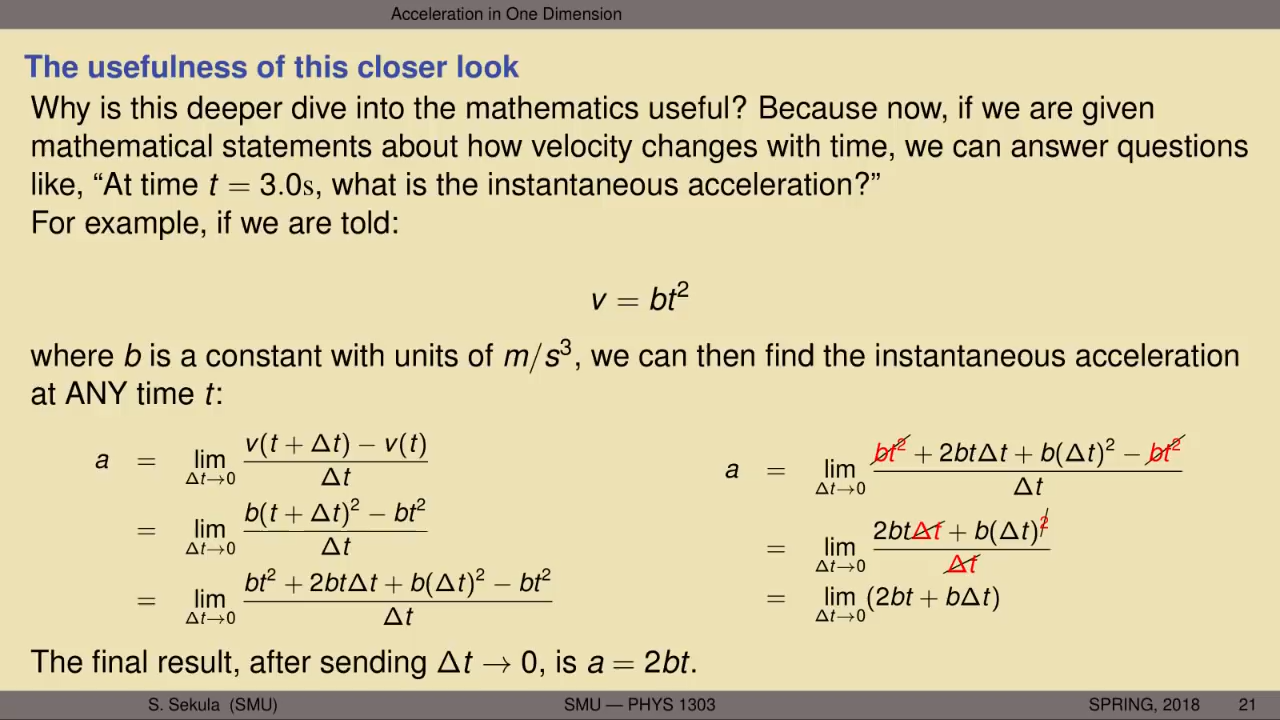 Acceleration in One Dimension
The usefulness of this closer look
Why is this deeper dive into the mathematics useful? Because now, if we are given
mathematical statements about how velocity changes with time, we can answer questions
like, “At time t = 3.0s, what is the instantaneous acceleration?”
For example, if we are told:
v = bt²
where b is a constant with units of m/s³, we can then find the instantaneous acceleration
at ANY time t:
a = lim Δt→0 (v(t + Δt) − v(t)) / Δt
= lim Δt→0 (b(t + Δt)² − bt²) / Δt
= lim Δt→0 (bt² + 2btΔt + b(Δt)² − bt²) / Δt
a = lim Δt→0 (bt² + 2btΔt + b(Δt)² − bt²) / Δt
= lim Δt→0 (2btΔt + b(Δt)²) / Δt
= lim Δt→0 (2bt + bΔt)
The final result, after sending Δt → 0, is a = 2bt.
S. Sekula (SMU) SMU — PHYS 1303 SPRING, 2018 21